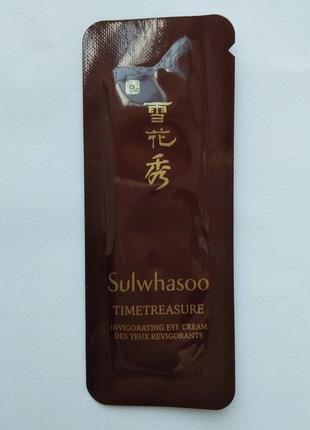 雪
花
秀
Sulwhasoo
TIMETREASURE
INVIGORATING EYE CREAM
DES YEUX REVIGORANTE